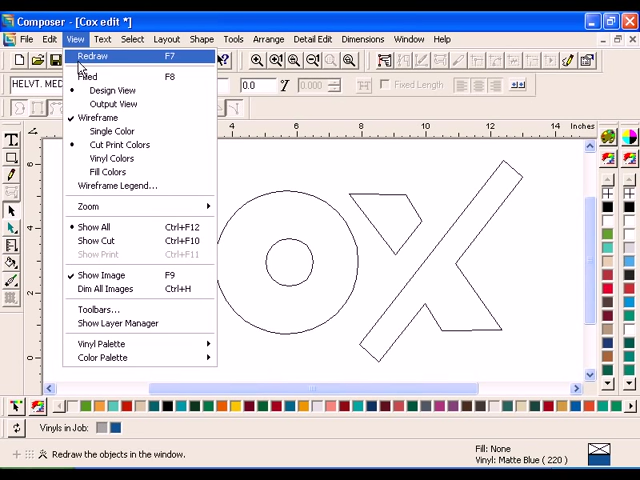 Composer - [Cox edit *]
File Edit View Text Select Layout Shape Tools Arrange Detail Edit Dimensions Window Help
Redraw F7
Filled F8
Design View
Output View
Wireframe
Single Color
Cut Print Colors
Vinyl Colors
Fill Colors
Wireframe Legend...
Zoom
Show All Ctrl+F12
Show Cut Ctrl+F10
Show Print Ctrl+F11
Show Image F9
Dim All Images Ctrl+H
Toolbars...
Show Layer Manager
Vinyl Palette
Color Palette
HELVT. MED
0.0
0.000
Fixed Length
4 6 8 10 12 Inches
6
4
2
0
Vinyls in Job:
Fill: None
Vinyl: Matte Blue ( 220 )
Redraw the objects in the window.